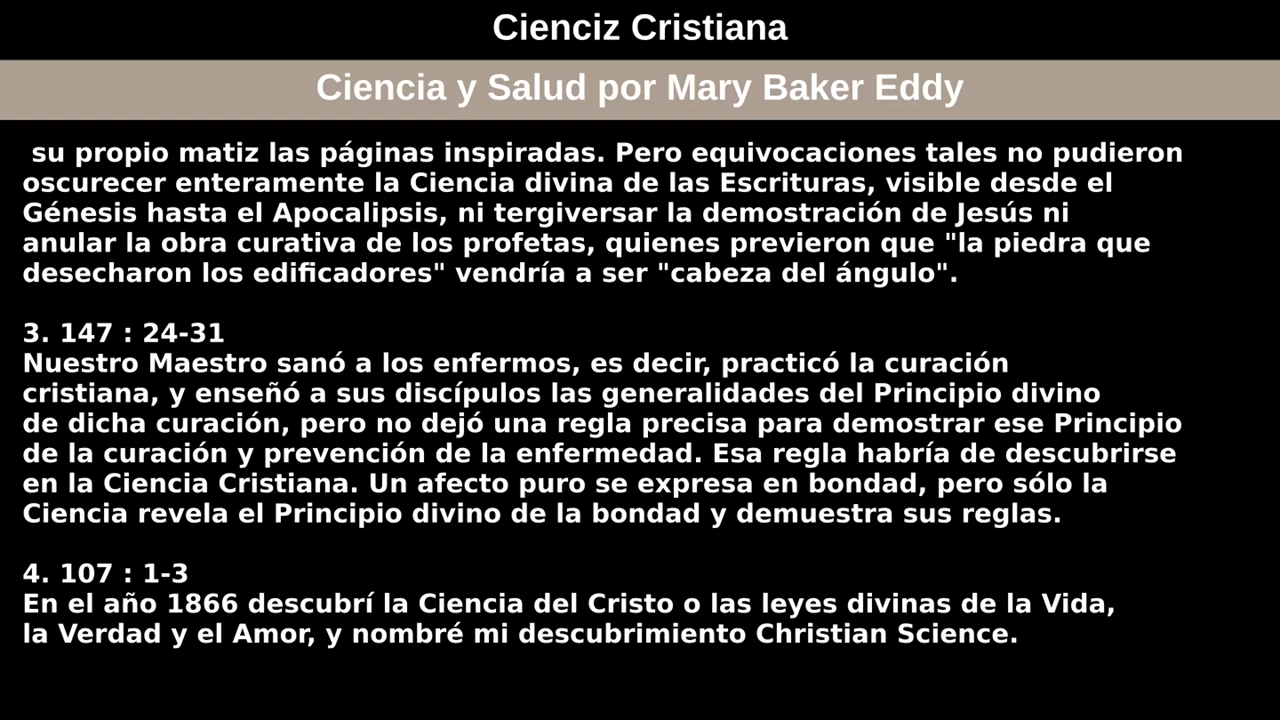 Cienciz Cristiana
Ciencia y Salud por Mary Baker Eddy
su propio matiz las páginas inspiradas. Pero equivocaciones tales no pudieron
oscurecer enteramente la Ciencia divina de las Escrituras, visible desde el
Génesis hasta el Apocalipsis, ni tergiversar la demostración de Jesús ni
anular la obra curativa de los profetas, quienes previeron que "la piedra que
desecharon los edificadores" vendría a ser "cabeza del ángulo".
3. 147 : 24-31
Nuestro Maestro sanó a los enfermos, es decir, practicó la curación
cristiana, y enseñó a sus discípulos las generalidades del Principio divino
de dicha curación, pero no dejó una regla precisa para demostrar ese Principio
de la curación y prevención de la enfermedad. Esa regla habría de descubrirse
en la Ciencia Cristiana. Un afecto puro se expresa en bondad, pero sólo la
Ciencia revela el Principio divino de la bondad y demuestra sus reglas.
4. 107 : 1-3
En el año 1866 descubrí la Ciencia del Cristo o las leyes divinas de la Vida,
la Verdad y el Amor, y nombré mi descubrimiento Christian Science.